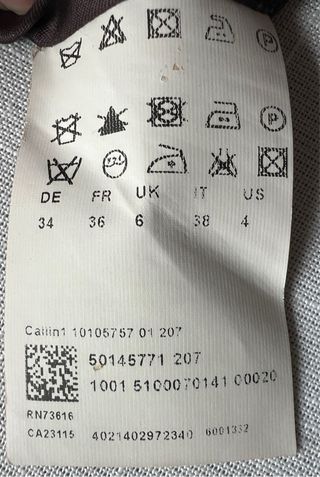 P
P
DE FR UK IT US
34 36 6 38 4
Cailin1 10105757 01 207
50145771 207
1001 5100070141 00020
RN73616
CA23115 4021402972340 6001332